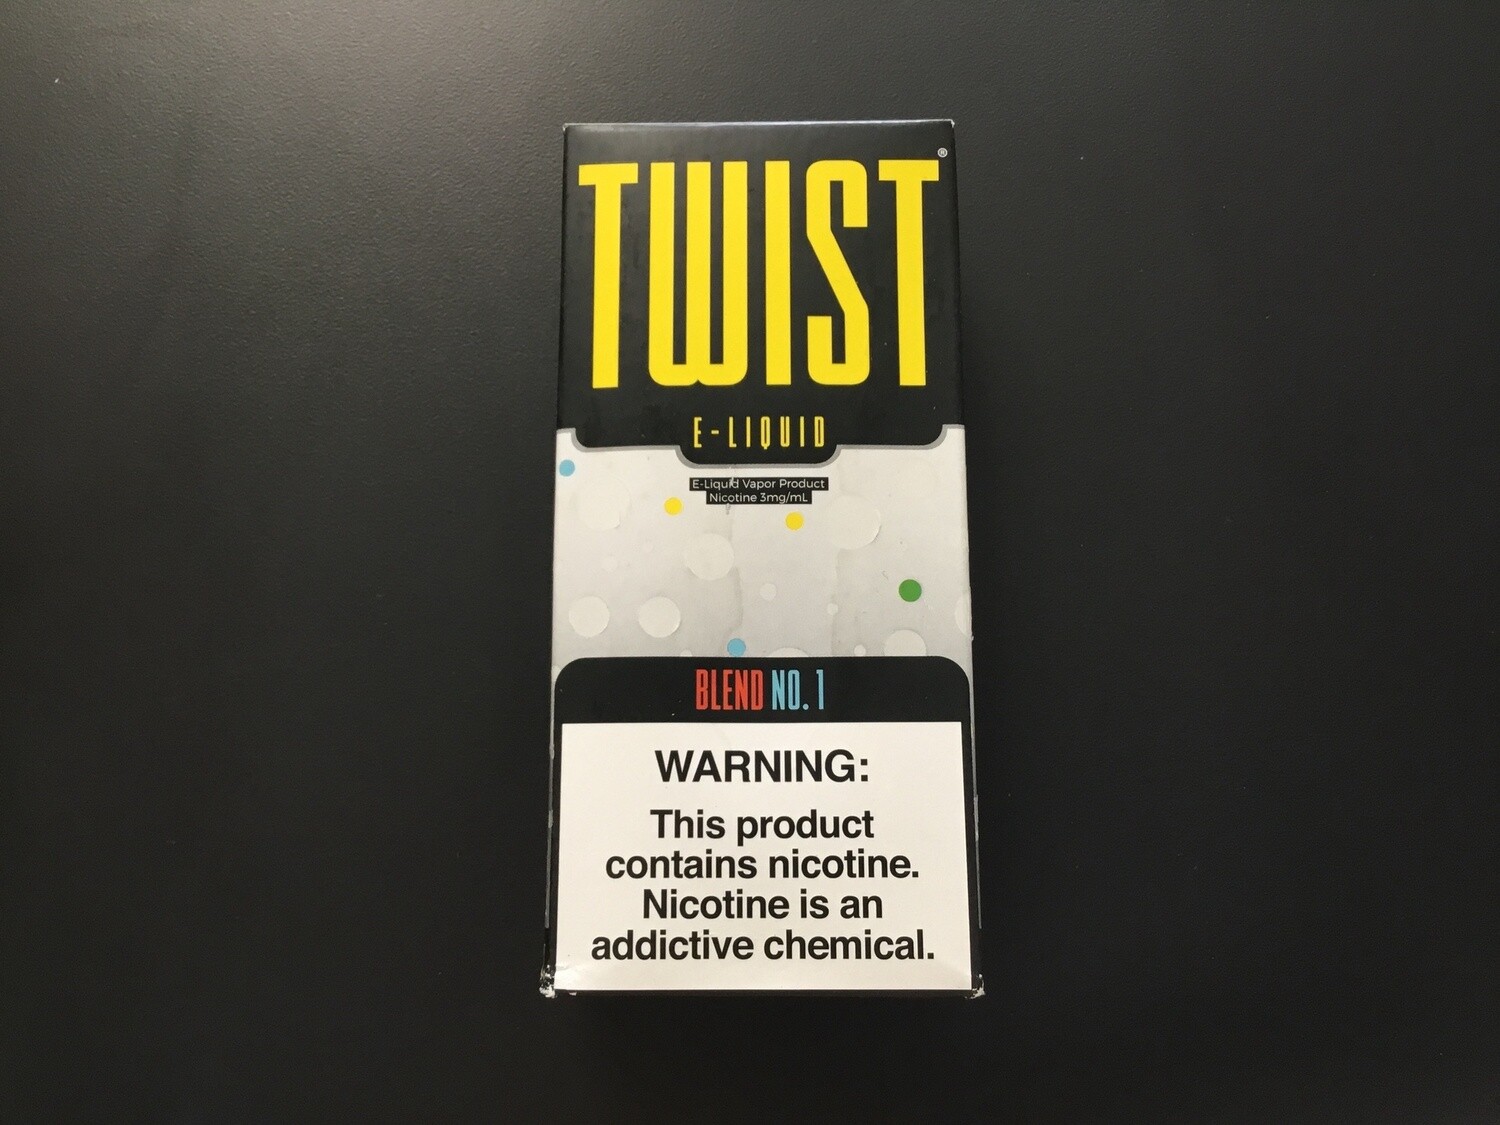 TWIST®
E-LIQUID
E-Liquid Vapor Product
Nicotine 3mg/mL
BLEND NO. 1
WARNING:
This product
contains nicotine.
Nicotine is an
addictive chemical.